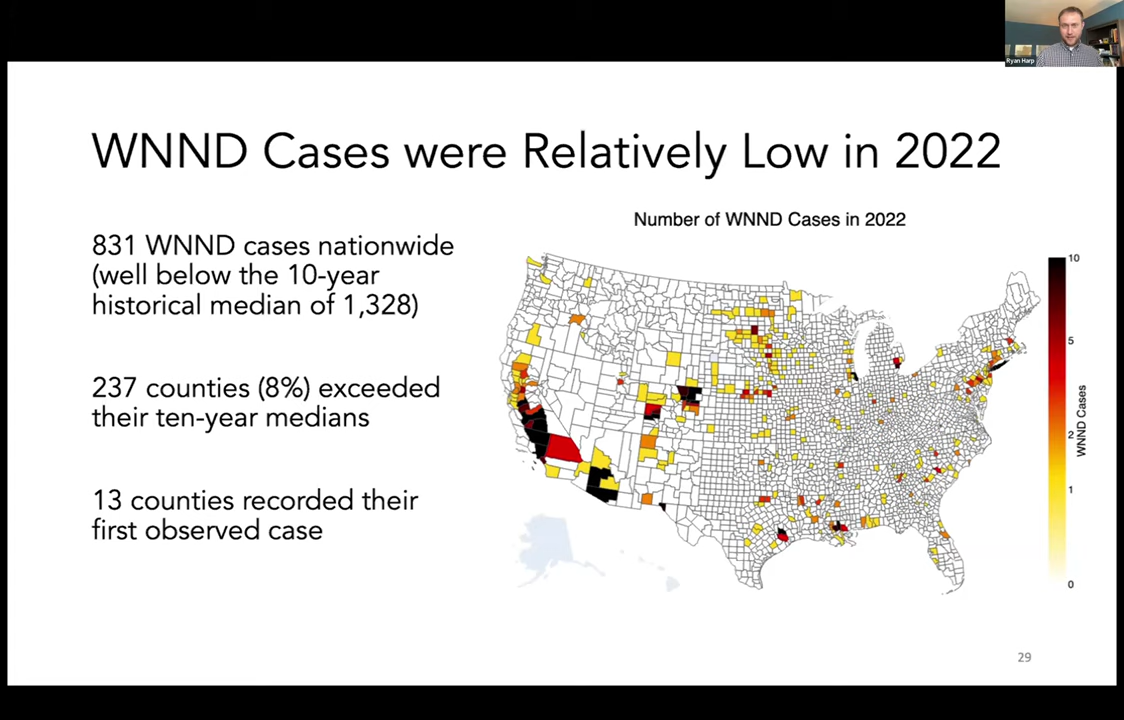 Ryan Harp
WNND Cases were Relatively Low in 2022
831 WNND cases nationwide
(well below the 10-year
historical median of 1,328)
237 counties (8%) exceeded
their ten-year medians
13 counties recorded their
first observed case
Number of WNND Cases in 2022
10
5
2
1
0
WNND Cases
29